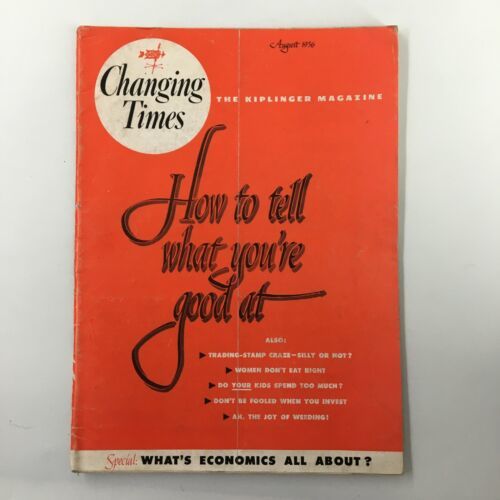 August 1956
Changing
Times
THE KIPLINGER MAGAZINE
How to tell
what you're
good at
ALSO:
TRADING-STAMP CRAZE—SILLY OR NOT?
WOMEN DON'T EAT RIGHT
DO YOUR KIDS SPEND TOO MUCH?
DON'T BE FOOLED WHEN YOU INVEST
AH, THE JOY OF WEEDING!
Special: WHAT'S ECONOMICS ALL ABOUT?